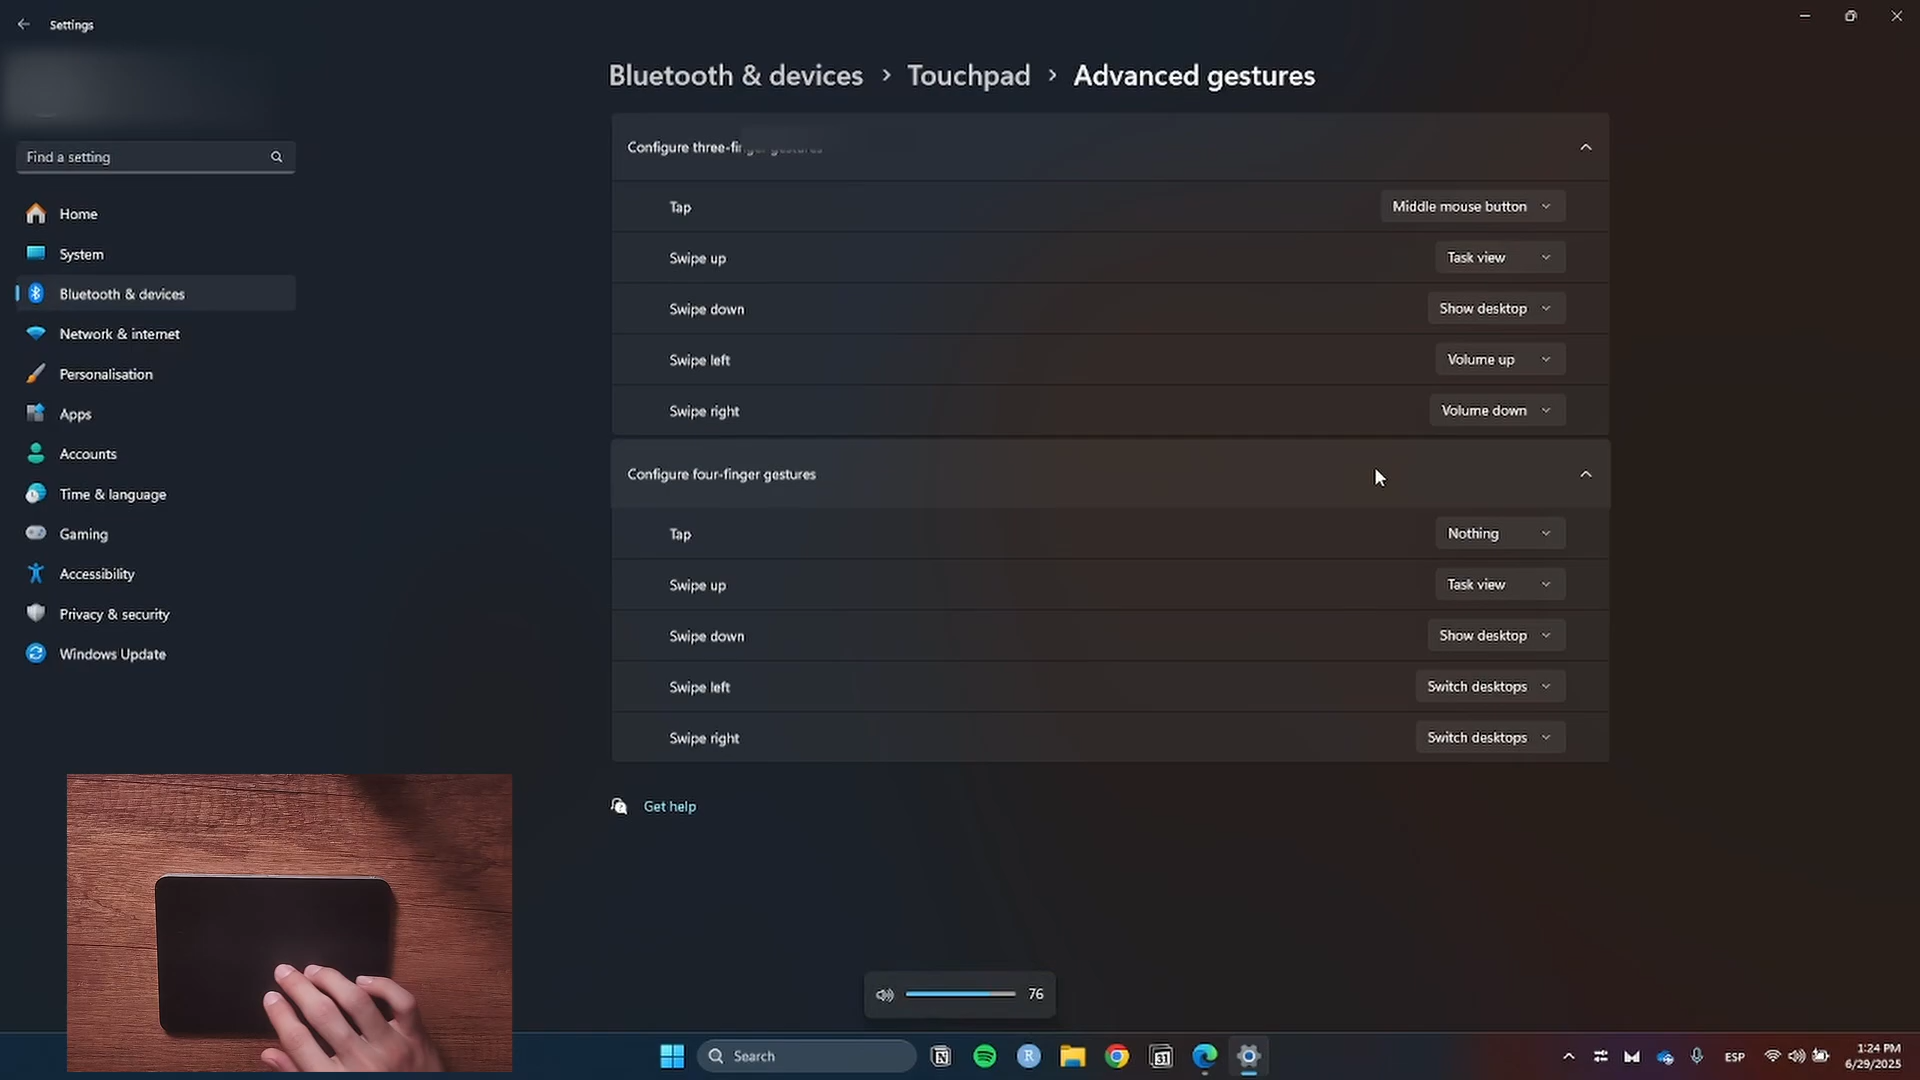 Settings
Bluetooth & devices > Touchpad > Advanced gestures
Find a setting
Home
System
Bluetooth & devices
Network & internet
Personalisation
Apps
Accounts
Time & language
Gaming
Accessibility
Privacy & security
Windows Update
Configure three-finger gestures
Tap Middle mouse button
Swipe up Task view
Swipe down Show desktop
Swipe left Volume up
Swipe right Volume down
Configure four-finger gestures
Tap Nothing
Swipe up Task view
Swipe down Show desktop
Swipe left Switch desktops
Swipe right Switch desktops
Get help
76
Search
31
ESP
1:24 PM
6/29/2025